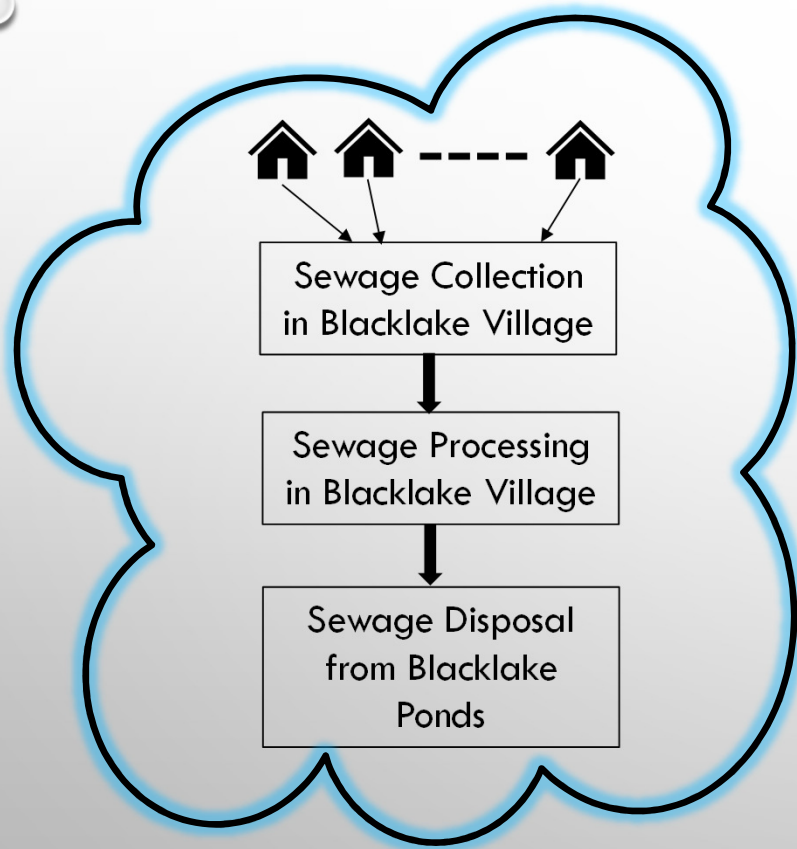 Sewage Collection
in Blacklake Village
Sewage Processing
in Blacklake Village
Sewage Disposal
from Blacklake
Ponds